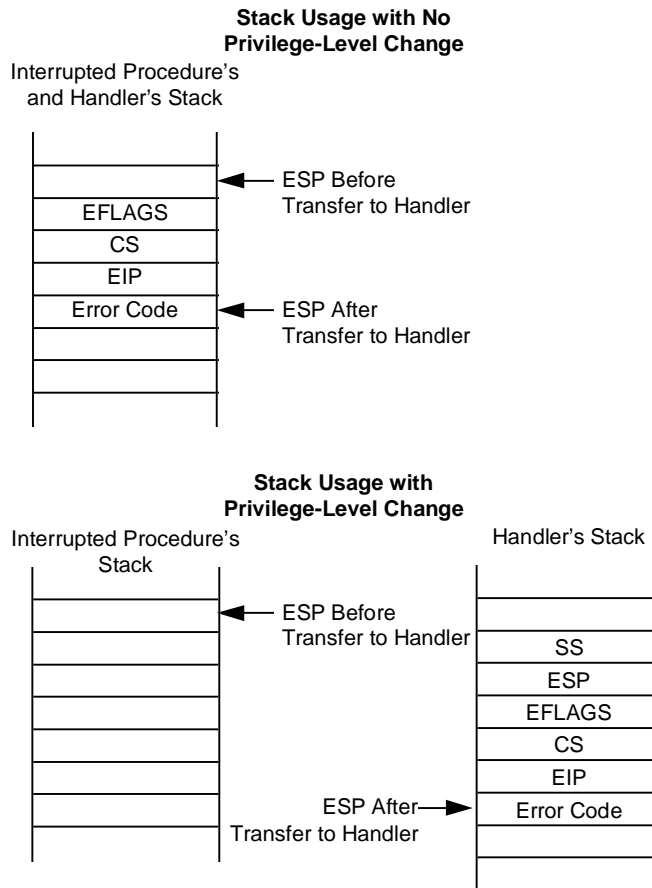 Stack Usage with No
Privilege-Level Change
Interrupted Procedure's
and Handler's Stack
ESP Before
Transfer to Handler
EFLAGS
CS
EIP
Error Code
ESP After
Transfer to Handler
Stack Usage with
Privilege-Level Change
Interrupted Procedure's
Stack
Handler's Stack
ESP Before
Transfer to Handler
SS
ESP
EFLAGS
CS
EIP
Error Code
ESP After
Transfer to Handler